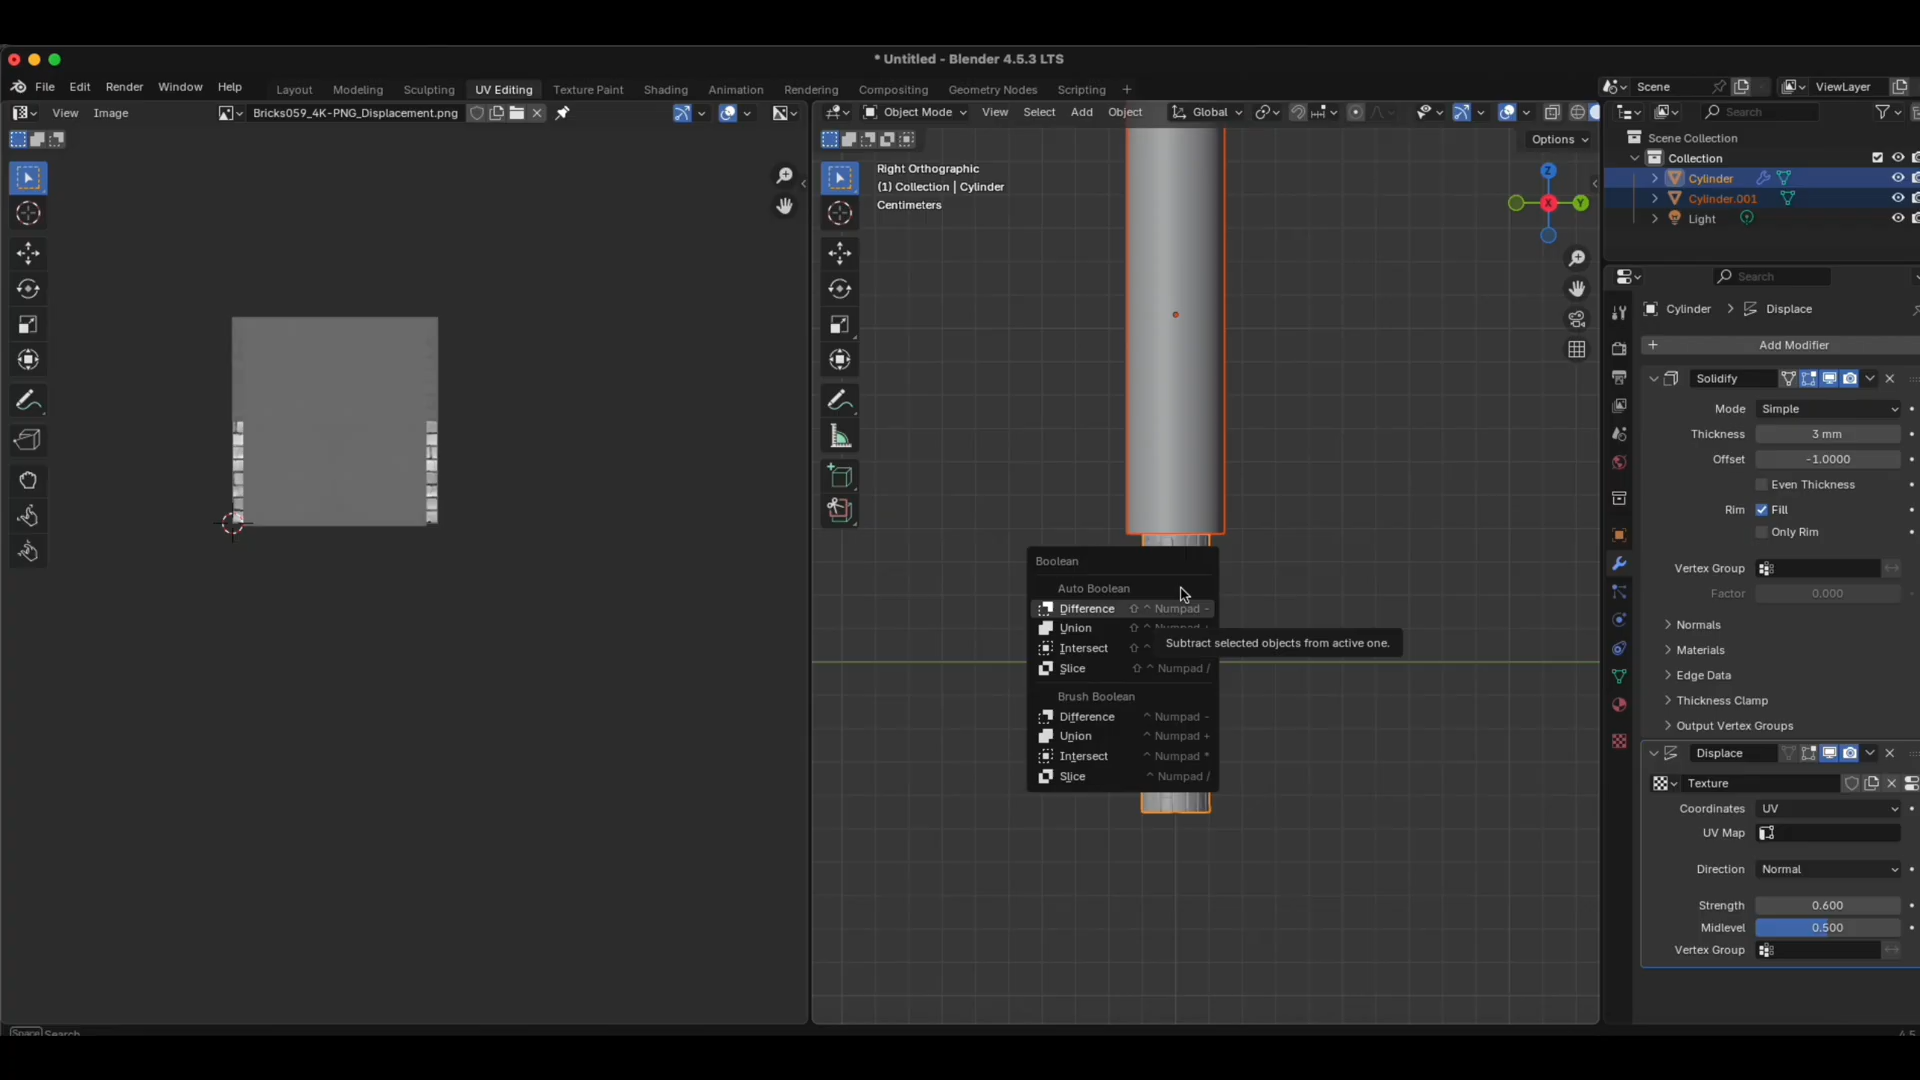 * Untitled - Blender 4.5.3 LTS
File Edit Render Window Help
Layout Modeling Sculpting UV Editing Texture Paint Shading Animation Rendering Compositing Geometry Nodes Scripting +
Scene
ViewLayer
View Image
Bricks059_4K-PNG_Displacement.png
Object Mode View Select Add Object
Global
Search
Options
Right Orthographic
(1) Collection | Cylinder
Centimeters
Z
X
Y
Scene Collection
Collection
Cylinder
Cylinder.001
Light
Search
Cylinder > Displace
+ Add Modifier
Solidify
Mode Simple
Thickness 3 mm
Offset -1.0000
Even Thickness
Rim Fill
Only Rim
Vertex Group
Factor 0.000
Normals
Materials
Edge Data
Thickness Clamp
Output Vertex Groups
Displace
Texture
Coordinates UV
UV Map
Direction Normal
Strength 0.600
Midlevel 0.500
Vertex Group
Boolean
Auto Boolean
Difference ⇧ ^ Numpad -
Union ⇧ ^ Numpad
Intersect ⇧ ^
Slice ⇧ ^ Numpad /
Subtract selected objects from active one.
Brush Boolean
Difference ^ Numpad -
Union ^ Numpad +
Intersect ^ Numpad *
Slice ^ Numpad /
Space Search